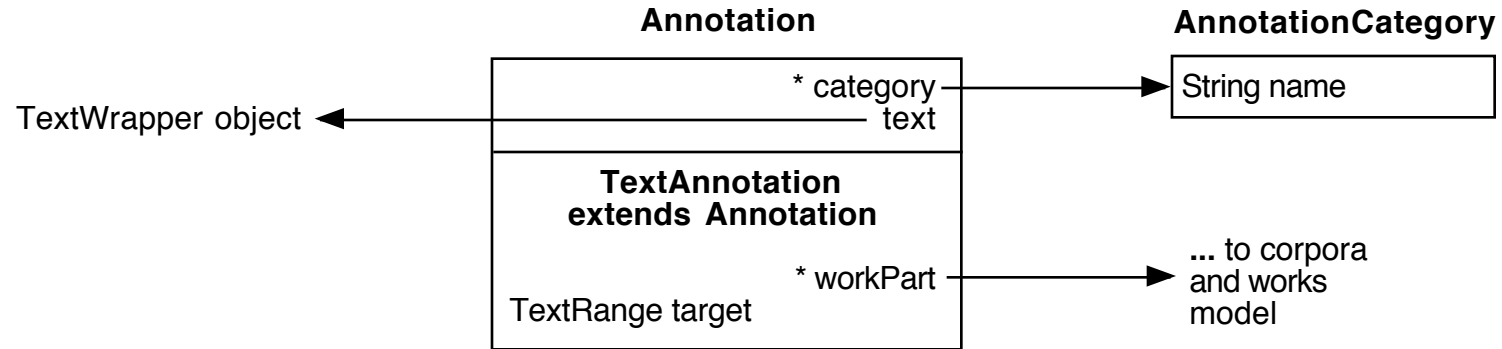 Annotation
AnnotationCategory
* category
String name
TextWrapper object
text
TextAnnotation
extends Annotation
* workPart
... to corpora
and works
model
TextRange target